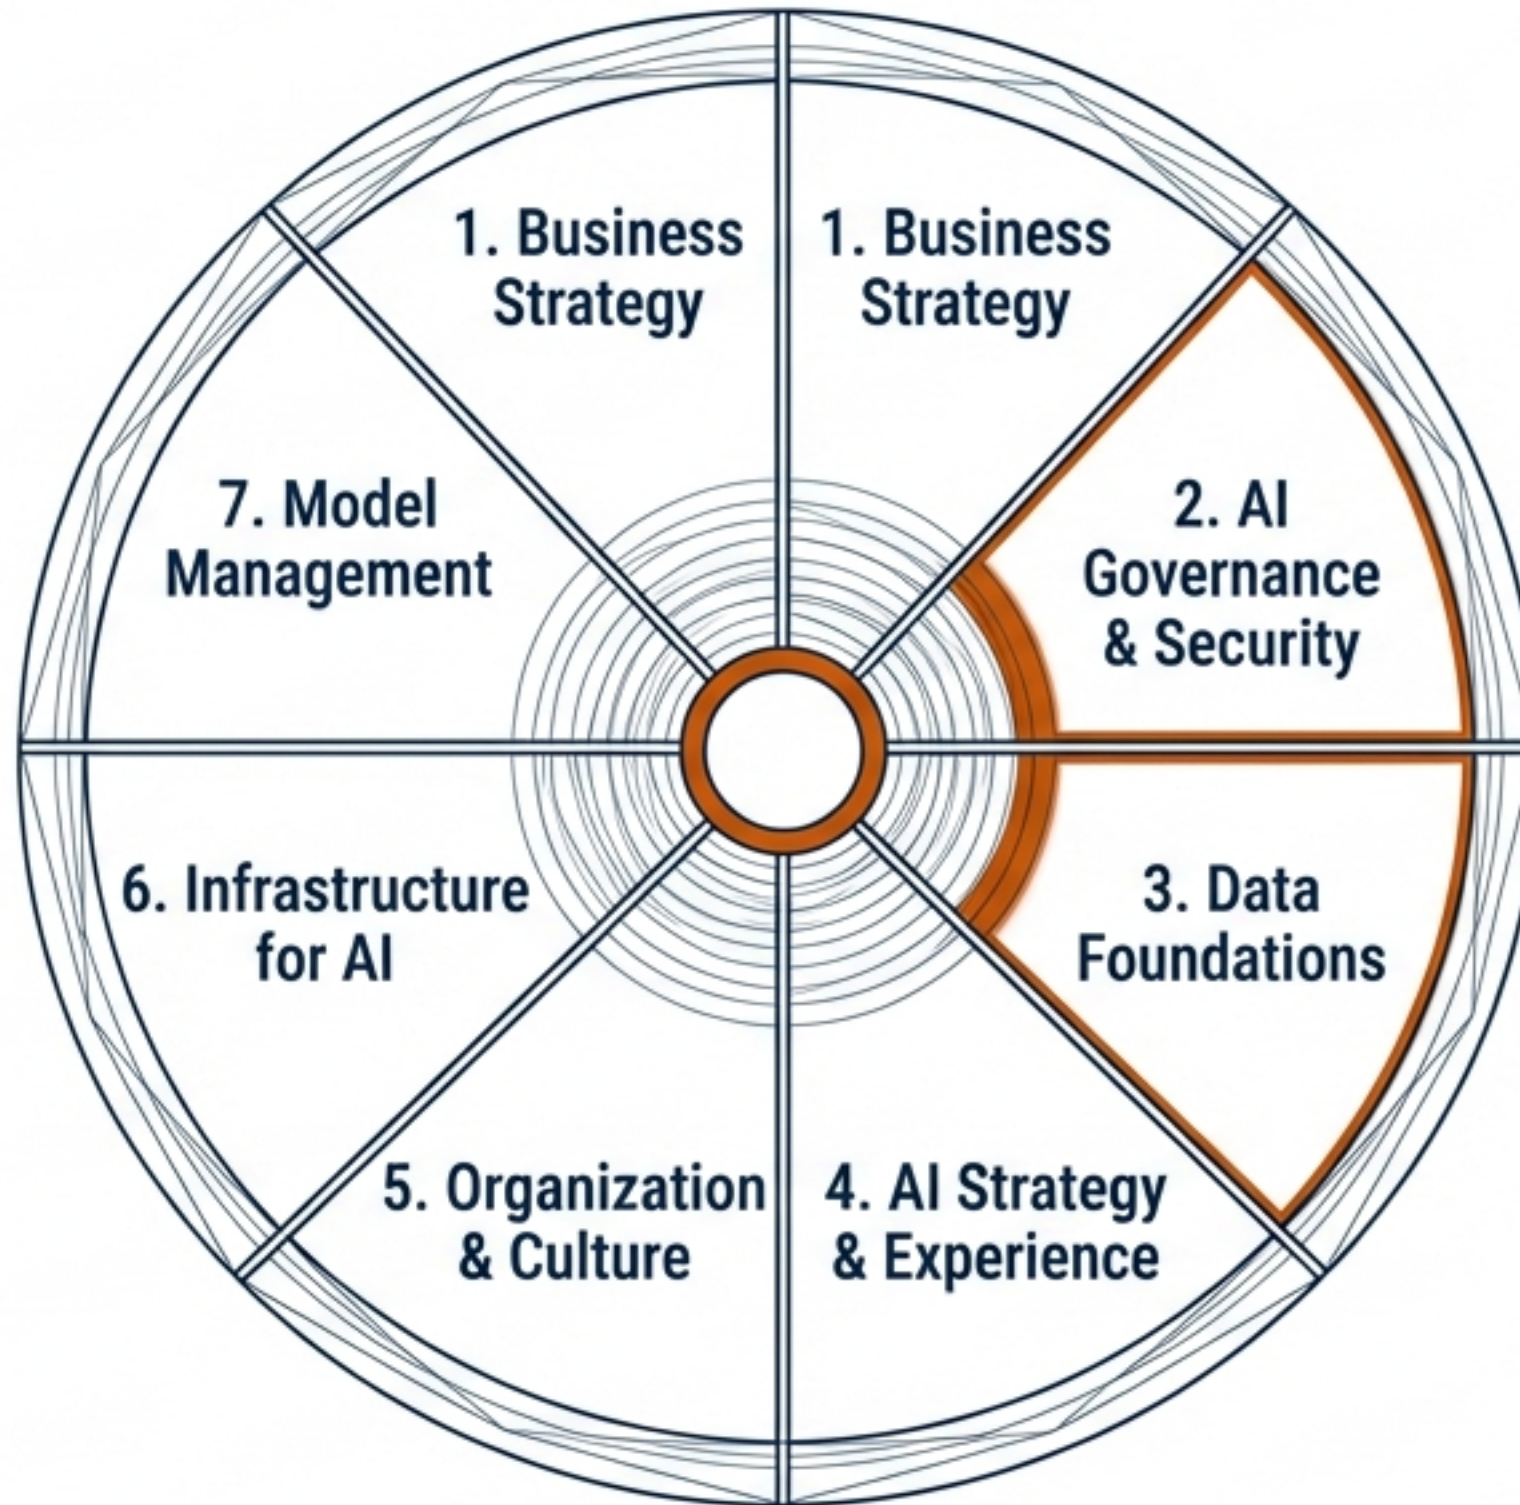 1. Business
Strategy
1. Business
Strategy
2. AI
Governance
& Security
3. Data
Foundations
4. AI Strategy
& Experience
5. Organization
& Culture
6. Infrastructure
for AI
7. Model
Management